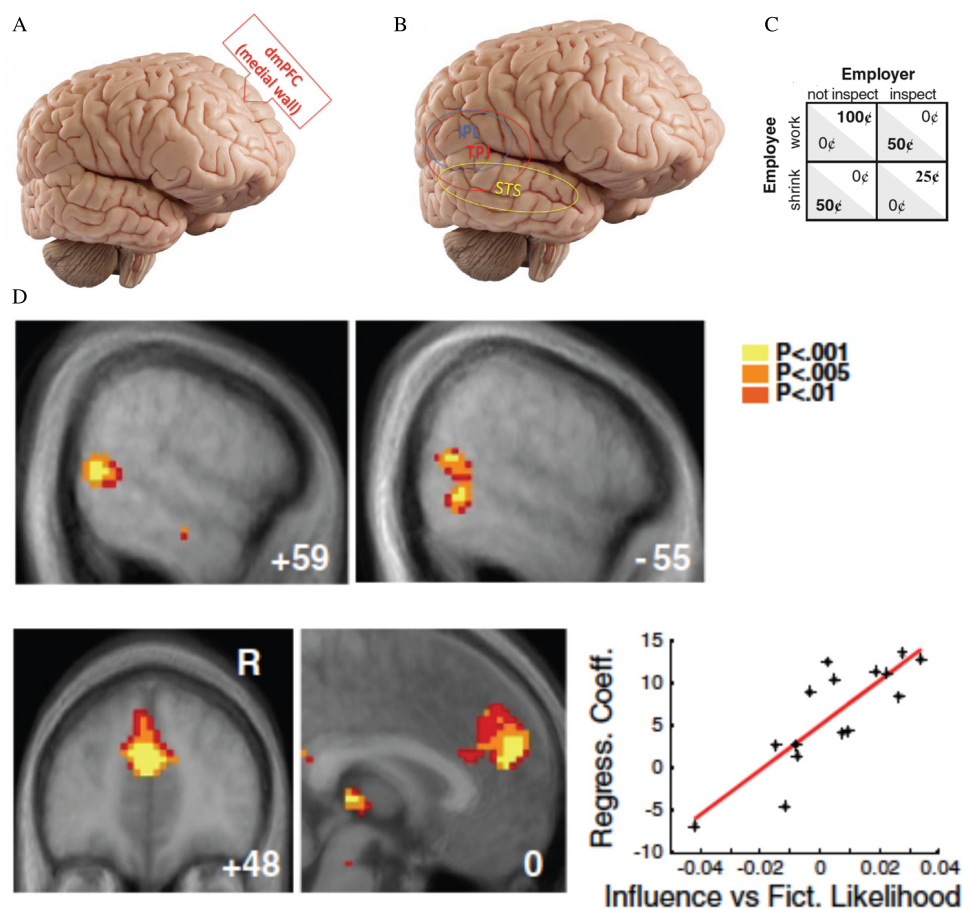 A
dmPFC
(medial wall)
B
IPL
TPJ
STS
C
Employer
not inspect inspect
Employee
work
shrink
100¢ 0¢
0¢ 50¢
0¢ 25¢
50¢ 0¢
D
+59
- 55
P<.001
P<.005
P<.01
R
+48
0
Regress. Coeff.
15
10
5
0
-5
-10
-0.04 -0.02 0 0.02 0.04
Influence vs Fict. Likelihood